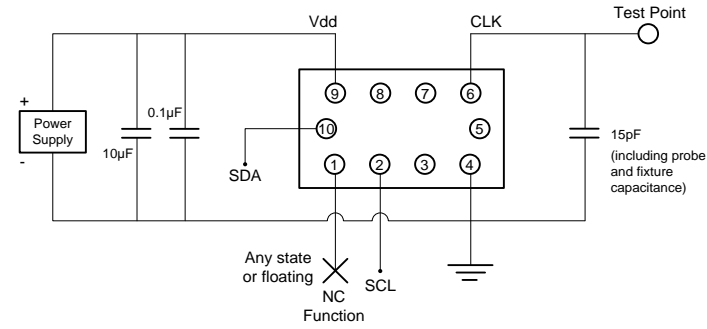 Test Point
Vdd
CLK
9
8
7
6
+
Power
Supply
-
10µF
0.1µF
10
5
15pF
(including probe
and fixture
capacitance)
SDA
1
2
3
4
Any state
or floating
NC
Function
SCL